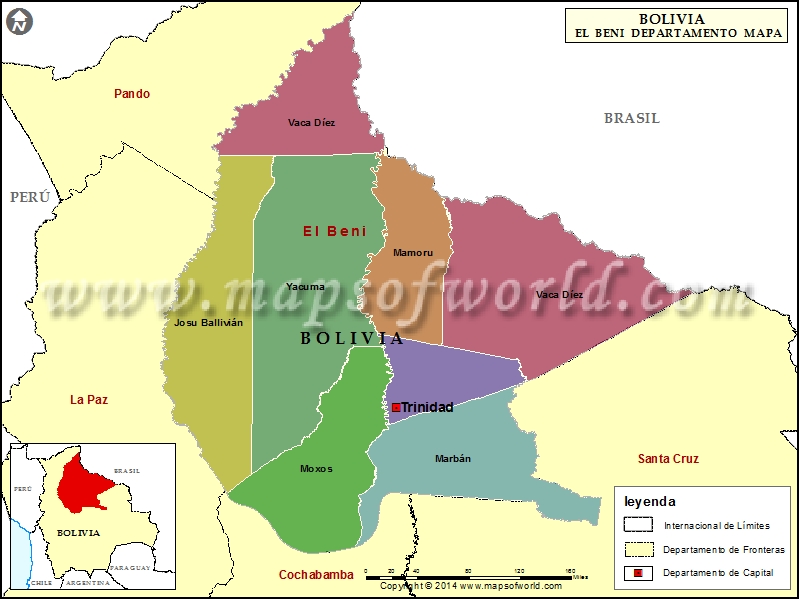 N
BOLIVIA
EL BENI DEPARTAMENTO MAPA
Pando
Vaca Díez
BRASIL
PERÚ
El Beni
Mamoru
Yacuma
Vaca Díez
www.mapsofworld.com
Josu Ballivián
BOLIVIA
La Paz
Trinidad
Marbán
Santa Cruz
Moxos
BRASIL
PERÚ
BOLIVIA
PARAGUAY
CHILE
ARGENTINA
leyenda
Internacional de Límites
Departamento de Fronteras
Departamento de Capital
Cochabamba
0 20 40 80 120 160
Miles
Copyright © 2014 www.mapsofworld.com